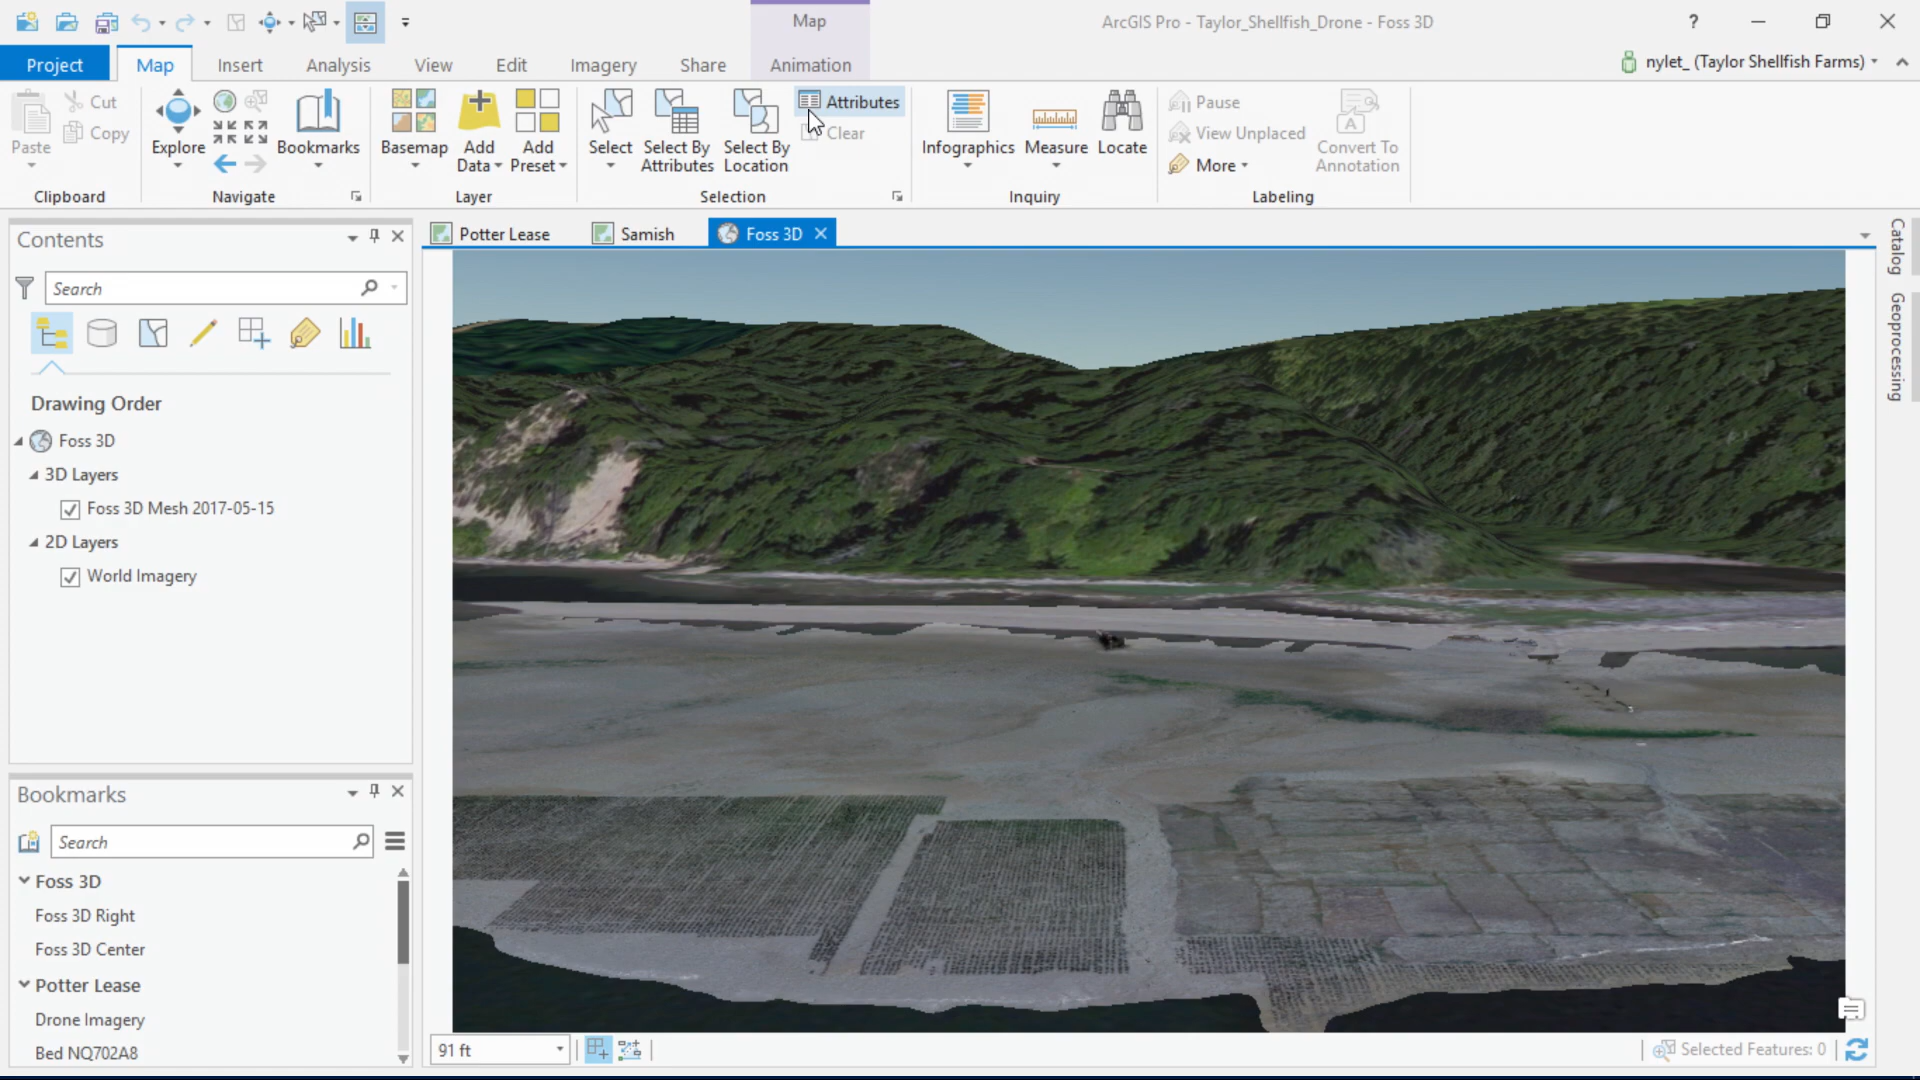 Map
ArcGIS Pro - Taylor_Shellfish_Drone - Foss 3D
?
Project
Map
Insert
Analysis
View
Edit
Imagery
Share
Animation
nylet_ (Taylor Shellfish Farms)
Paste
Cut
Copy
Clipboard
Explore
Bookmarks
Navigate
Basemap
Add
Data
Add
Preset
Layer
Select
Select By
Attributes
Select By
Location
Attributes
Clear
Selection
Infographics
Measure
Locate
Inquiry
Pause
View Unplaced
More
Convert To
Annotation
Labeling
Contents
Search
Drawing Order
Foss 3D
3D Layers
Foss 3D Mesh 2017-05-15
2D Layers
World Imagery
Bookmarks
Search
Foss 3D
Foss 3D Right
Foss 3D Center
Potter Lease
Drone Imagery
Bed NQ702A8
Potter Lease
Samish
Foss 3D
Catalog
Geoprocessing
91 ft
Selected Features: 0